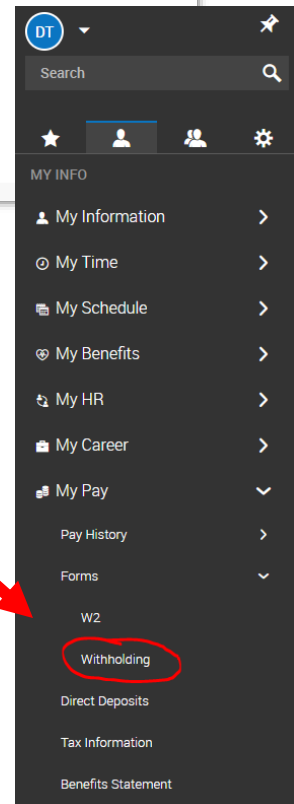 DT
Search
MY INFO
My Information
My Time
My Schedule
My Benefits
My HR
My Career
My Pay
Pay History
Forms
W2
Withholding
Direct Deposits
Tax Information
Benefits Statement